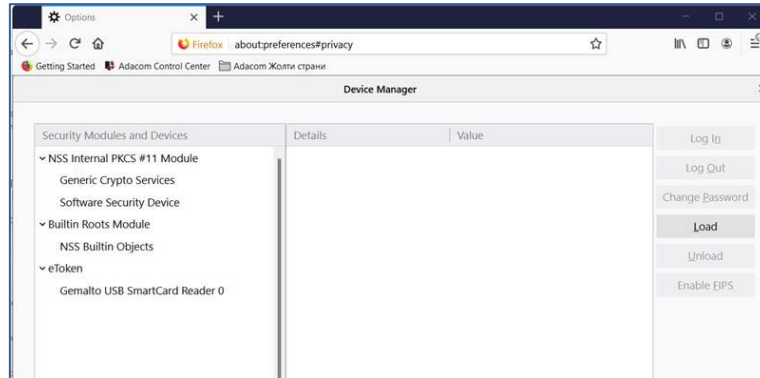 Options
Firefox about:preferences#privacy
Getting Started Adacom Control Center Adacom Жолти страни
Device Manager
Security Modules and Devices Details Value
NSS Internal PKCS #11 Module
Generic Crypto Services
Software Security Device
Builtin Roots Module
NSS Builtin Objects
eToken
Gemalto USB SmartCard Reader 0
Log In
Log Out
Change Password
Load
Unload
Enable FIPS